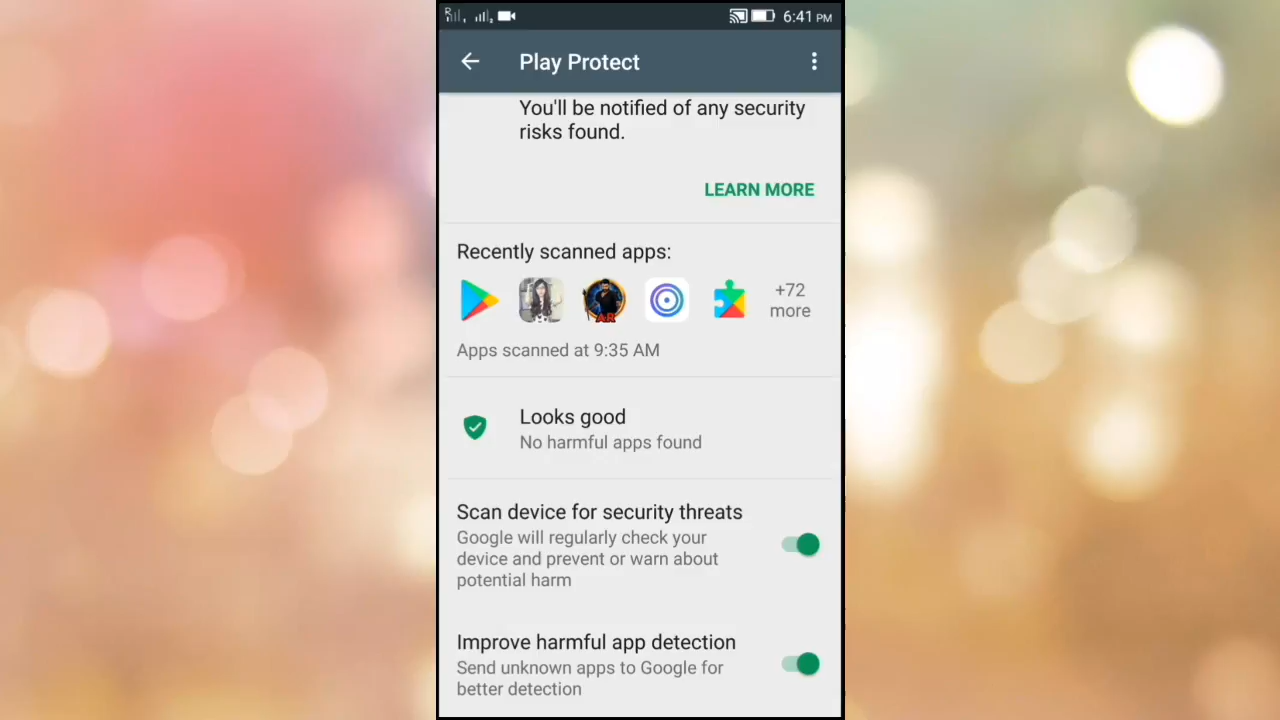 6:41 PM
Play Protect
You'll be notified of any security
risks found.
LEARN MORE
Recently scanned apps:
AR
+72
more
Apps scanned at 9:35 AM
Looks good
No harmful apps found
Scan device for security threats
Google will regularly check your
device and prevent or warn about
potential harm
Improve harmful app detection
Send unknown apps to Google for
better detection